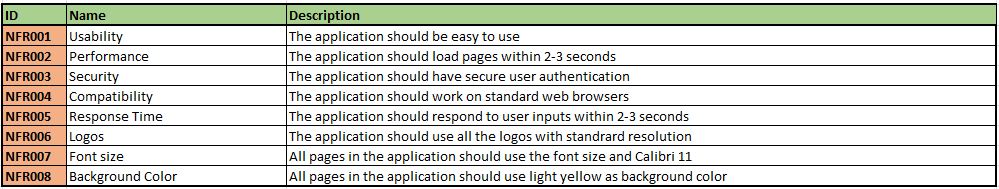 ID Name Description
NFR001 Usability The application should be easy to use
NFR002 Performance The application should load pages within 2-3 seconds
NFR003 Security The application should have secure user authentication
NFR004 Compatibility The application should work on standard web browsers
NFR005 Response Time The application should respond to user inputs within 2-3 seconds
NFR006 Logos The application should use all the logos with standrard resolution
NFR007 Font size All pages in the application should use the font size and Calibri 11
NFR008 Background Color All pages in the application should use light yellow as background color